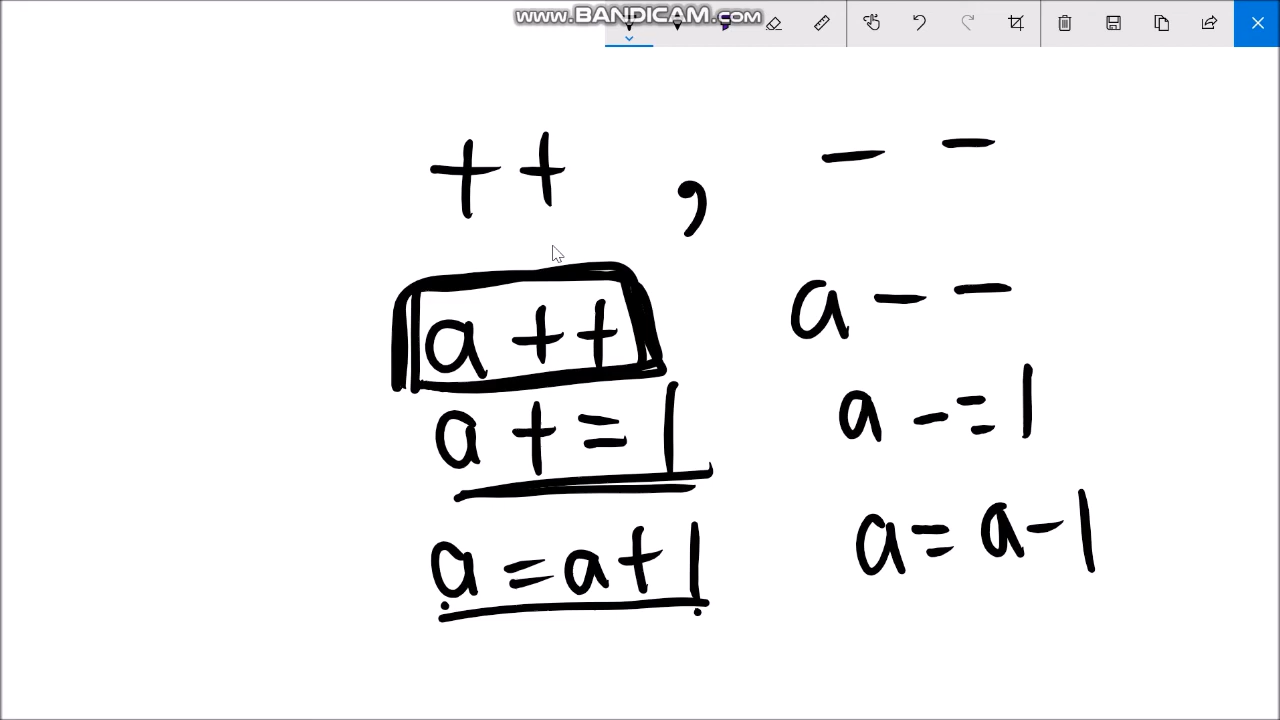 www.BANDICAM.com
++ , --
a++ a--
a+=1 a-=1
a=a+1 a=a-1